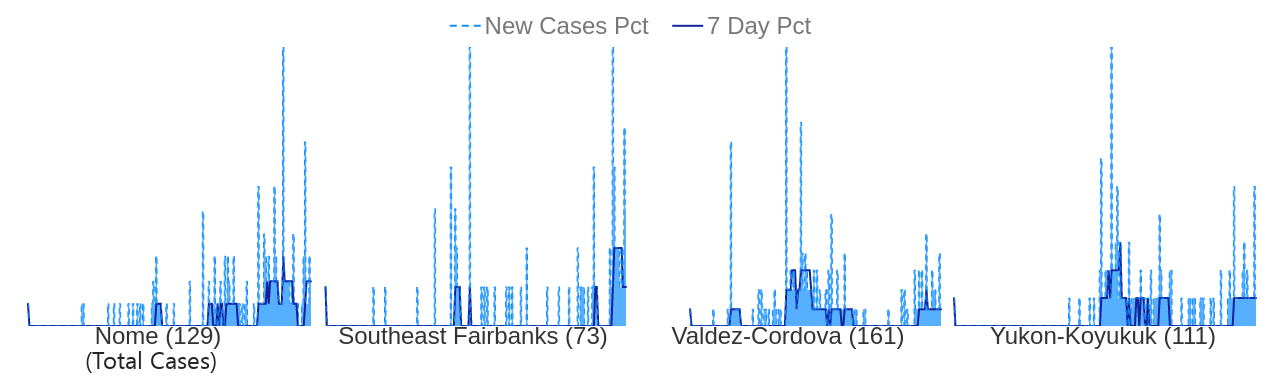 New Cases Pct 7 Day Pct
Nome (129) Southeast Fairbanks (73) Valdez-Cordova (161) Yukon-Koyukuk (111)
(Total Cases)